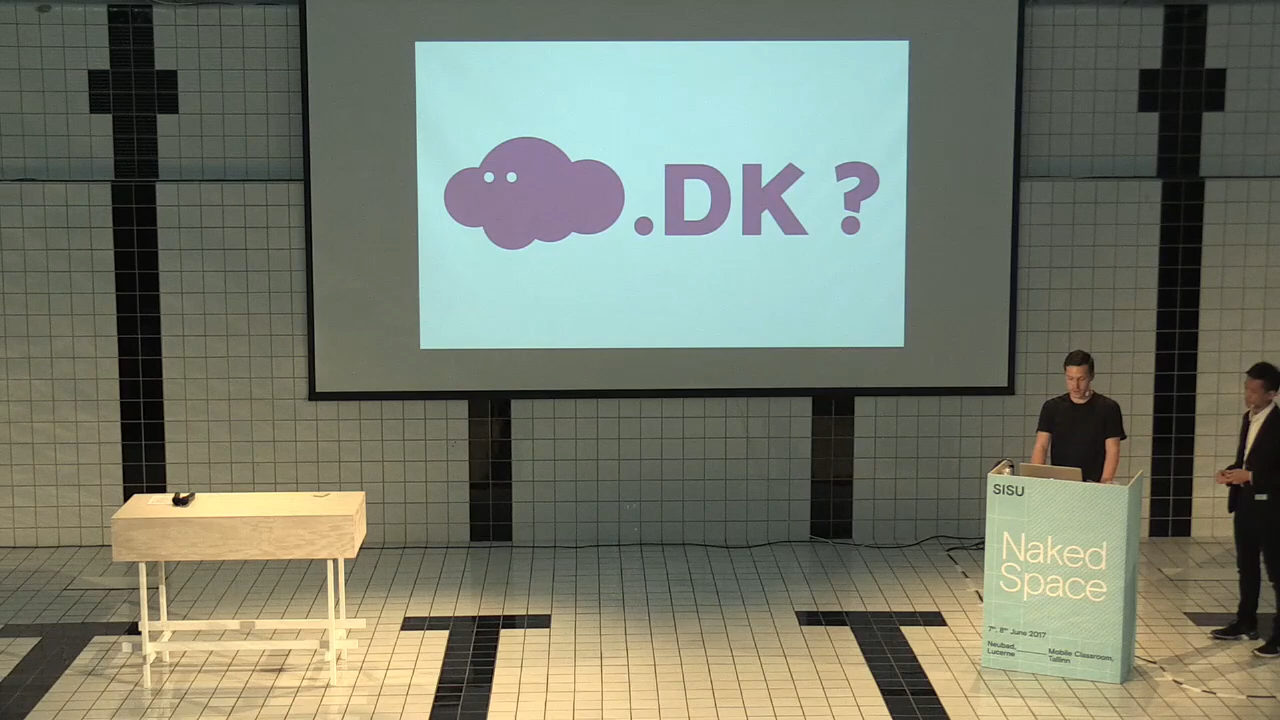 .DK ?
SISU
Naked
Space
7th, 8th June 2017
Neubad, Mobile Classroom,
Lucerne Tallinn